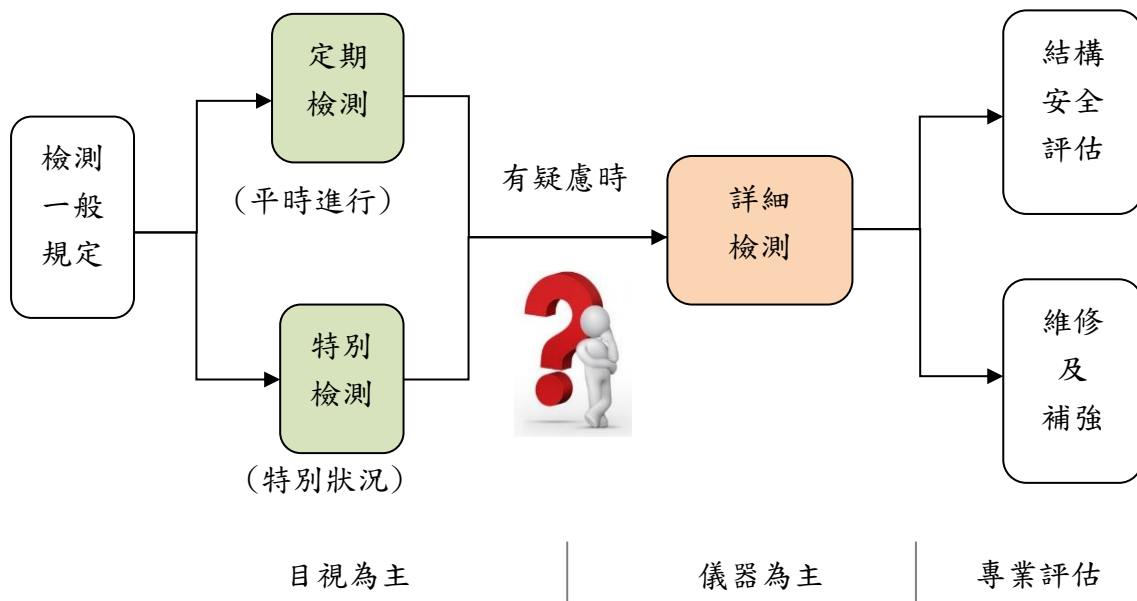 檢測
一般
規定
定期
檢測
(平時進行)
特別
檢測
(特別狀況)
有疑慮時
詳細
檢測
結構
安全
評估
維修
及
補強
目視為主
儀器為主
專業評估